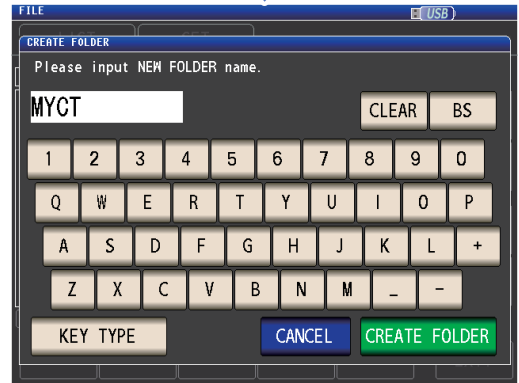 FILE
USB
CREATE FOLDER
Please input NEW FOLDER name.
MYCT
CLEAR BS
1 2 3 4 5 6 7 8 9 0
Q W E R T Y U I O P
A S D F G H J K L +
Z X C V B N M _ -
KEY TYPE CANCEL CREATE FOLDER